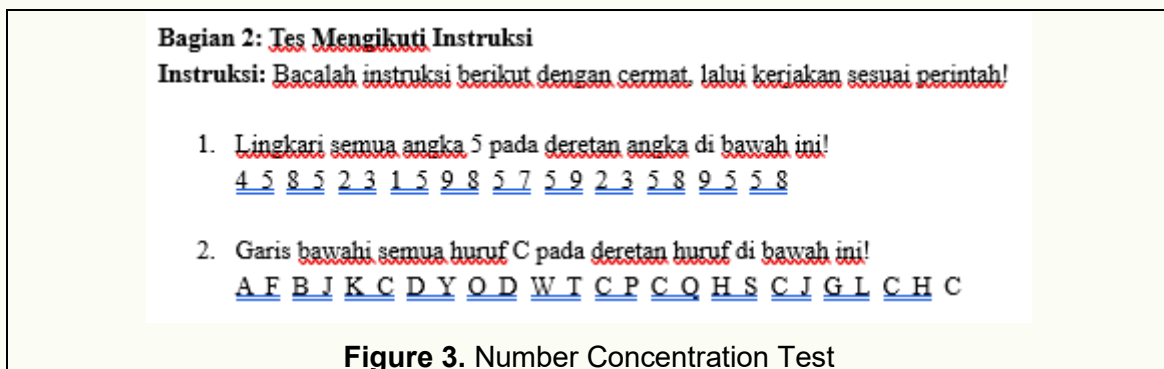 Bagian 2: Tes Mengikuti Instruksi
Instruksi: Bacalah instruksi berikut dengan cermat, lalui kerjakan sesuai perintah!
1. Lingkari semua angka 5 pada deretan angka di bawah ini!
4 5 8 5 2 3 1 5 9 8 5 7 5 9 2 3 5 8 9 5 5 8
2. Garis bawahi semua huruf C pada deretan huruf di bawah ini!
A F B J K C D Y O D W T C P C Q H S C J G L C H C
Figure 3. Number Concentration Test